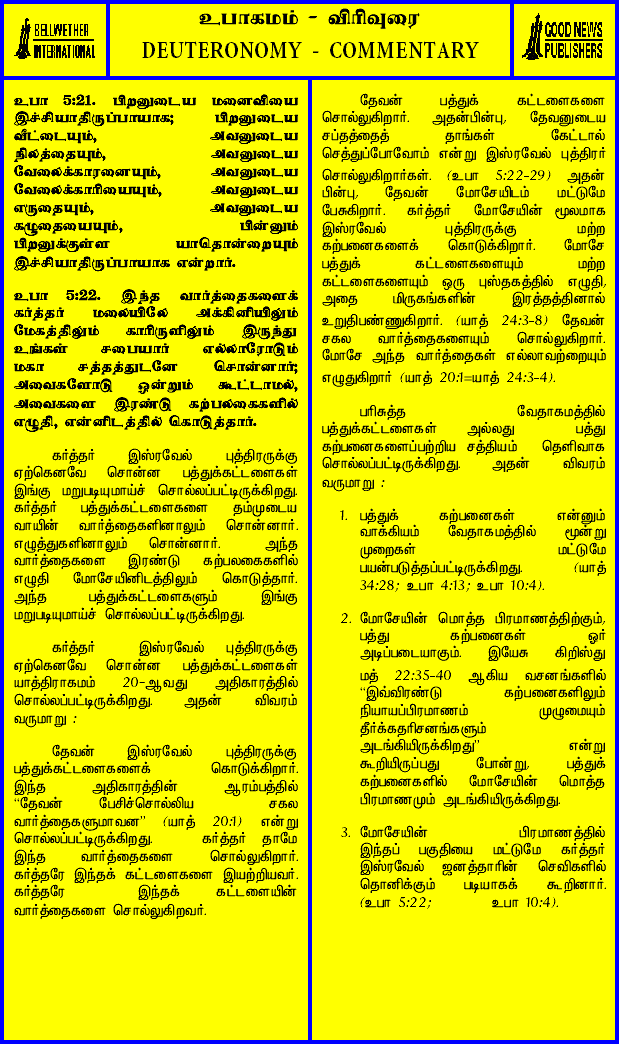 BELLWETHER
INTERNATIONAL
உபாகமம் - விரிவுரை
DEUTERONOMY - COMMENTARY
GOOD NEWS
PUBLISHERS
உபா 5:21. பிறனுடைய மனைவியை
இச்சியாதிருப்பாயாக; பிறனுடைய
வீட்டையும், அவனுடைய
நிலத்தையும், அவனுடைய
வேலைக்காரனையும், அவனுடைய
வேலைக்காரியையும், அவனுடைய
எருதையும், அவனுடைய
கழுதையையும், பின்னும்
பிறனுக்குள்ள யாதொன்றையும்
இச்சியாதிருப்பாயாக என்றார்.
உபா 5:22. இந்த வார்த்தைகளைக்
கர்த்தர் மலையிலே அக்கினியிலும்
மேகத்திலும் காரிருளிலும் இருந்து
உங்கள் சபையார் எல்லாரோடும்
மகா சத்தத்துடனே சொன்னார்;
அவைகளோடு ஒன்றும் கூட்டாமல்,
அவைகளை இரண்டு கற்பலகைகளில்
எழுதி, என்னிடத்தில் கொடுத்தார்.
கர்த்தர் இஸ்ரவேல் புத்திரருக்கு
ஏற்கெனவே சொன்ன பத்துக்கட்டளைகள்
இங்கு மறுபடியுமாய்ச் சொல்லப்பட்டிருக்கிறது.
கர்த்தர் பத்துக்கட்டளைகளை தம்முடைய
வாயின் வார்த்தைகளினாலும் சொன்னார்.
எழுத்துகளினாலும் சொன்னார். அந்த
வார்த்தைகளை இரண்டு கற்பலகைகளில்
எழுதி மோசேயினிடத்திலும் கொடுத்தார்.
அந்த பத்துக்கட்டளைகளும் இங்கு
மறுபடியுமாய்ச் சொல்லப்பட்டிருக்கிறது.
கர்த்தர் இஸ்ரவேல் புத்திரருக்கு
ஏற்கெனவே சொன்ன பத்துக்கட்டளைகள்
யாத்திராகமம் 20-ஆவது அதிகாரத்தில்
சொல்லப்பட்டிருக்கிறது. அதன் விவரம்
வருமாறு :
தேவன் இஸ்ரவேல் புத்திரருக்கு
பத்துக்கட்டளைகளைக் கொடுக்கிறார்.
இந்த அதிகாரத்தின் ஆரம்பத்தில்
“தேவன் பேசிச்சொல்லிய சகல
வார்த்தைகளுமாவன” (யாத் 20:1) என்று
சொல்லப்பட்டிருக்கிறது. கர்த்தர் தாமே
இந்த வார்த்தைகளை சொல்லுகிறார்.
கர்த்தரே இந்தக் கட்டளைகளை இயற்றியவர்.
கர்த்தரே இந்தக் கட்டளையின்
வார்த்தைகளை சொல்லுகிறவர்.
தேவன் பத்துக் கட்டளைகளை
சொல்லுகிறார். அதன்பின்பு, தேவனுடைய
சப்தத்தைத் தாங்கள் கேட்டால்
செத்துப்போவோம் என்று இஸ்ரவேல் புத்திரர்
சொல்லுகிறார்கள். (உபா 5:22-29) அதன்
பின்பு, தேவன் மோசேயிடம் மட்டுமே
பேசுகிறார். கர்த்தர் மோசேயின் மூலமாக
இஸ்ரவேல் புத்திரருக்கு மற்ற
கற்பனைகளைக் கொடுக்கிறார். மோசே
பத்துக் கட்டளைகளையும் மற்ற
கட்டளைகளையும் ஒரு புஸ்தகத்தில் எழுதி,
அதை மிருகங்களின் இரத்தத்தினால்
உறுதிபண்ணுகிறார். (யாத் 24:3-8) தேவன்
சகல வார்த்தைகளையும் சொல்லுகிறார்.
மோசே அந்த வார்த்தைகள் எல்லாவற்றையும்
எழுதுகிறார் (யாத் 20:1=யாத் 24:3-4).
பரிசுத்த வேதாகமத்தில்
பத்துக்கட்டளைகள் அல்லது பத்து
கற்பனைகளைப்பற்றிய சத்தியம் தெளிவாக
சொல்லப்பட்டிருக்கிறது. அதன் விவரம்
வருமாறு :
1. பத்துக் கற்பனைகள் என்னும்
வாக்கியம் வேதாகமத்தில் மூன்று
முறைகள் மட்டுமே
பயன்படுத்தப்பட்டிருக்கிறது. (யாத்
34:28; உபா 4:13; உபா 10:4).
2. மோசேயின் மொத்த பிரமாணத்திற்கும்,
பத்து கற்பனைகள் ஓர்
அடிப்படையாகும். இயேசு கிறிஸ்து
மத் 22:35-40 ஆகிய வசனங்களில்
“இவ்விரண்டு கற்பனைகளிலும்
நியாயப்பிரமாணம் முழுமையும்
தீர்க்கதரிசனங்களும்
அடங்கியிருக்கிறது” என்று
கூறியிருப்பது போன்று, பத்துக்
கற்பனைகளில் மோசேயின் மொத்த
பிரமாணமும் அடங்கியிருக்கிறது.
3. மோசேயின் பிரமாணத்தில்
இந்தப் பகுதியை மட்டுமே கர்த்தர்
இஸ்ரவேல் ஜனத்தாரின் செவிகளில்
தொனிக்கும் படியாகக் கூறினார்.
(உபா 5:22; உபா 10:4).